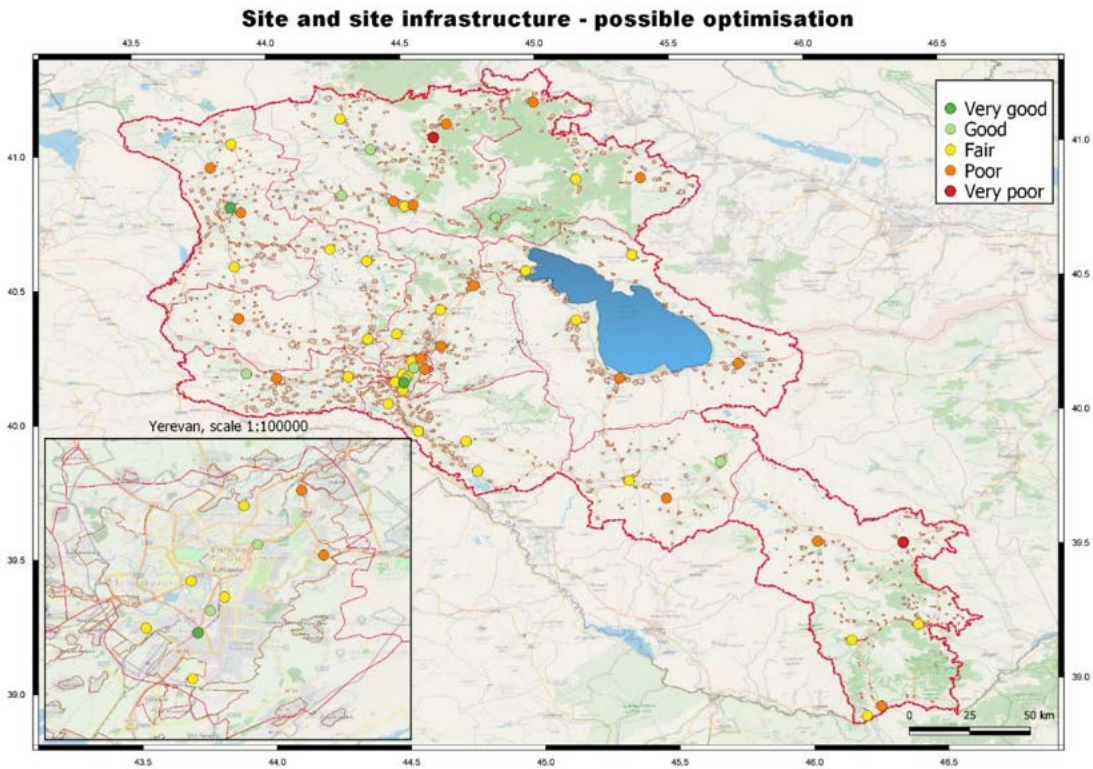 Site and site infrastructure - possible optimisation
43.5 44.0 44.5 45.0 45.5 46.0 46.5
Very good
Good
Fair
Poor
Very poor
41.0 41.0
40.5 40.5
40.0 40.0
Yerevan, scale 1:100000
39.5 39.5
39.0 39.0
0 25 50 km
43.5 44.0 44.5 45.0 45.5 46.0 46.5